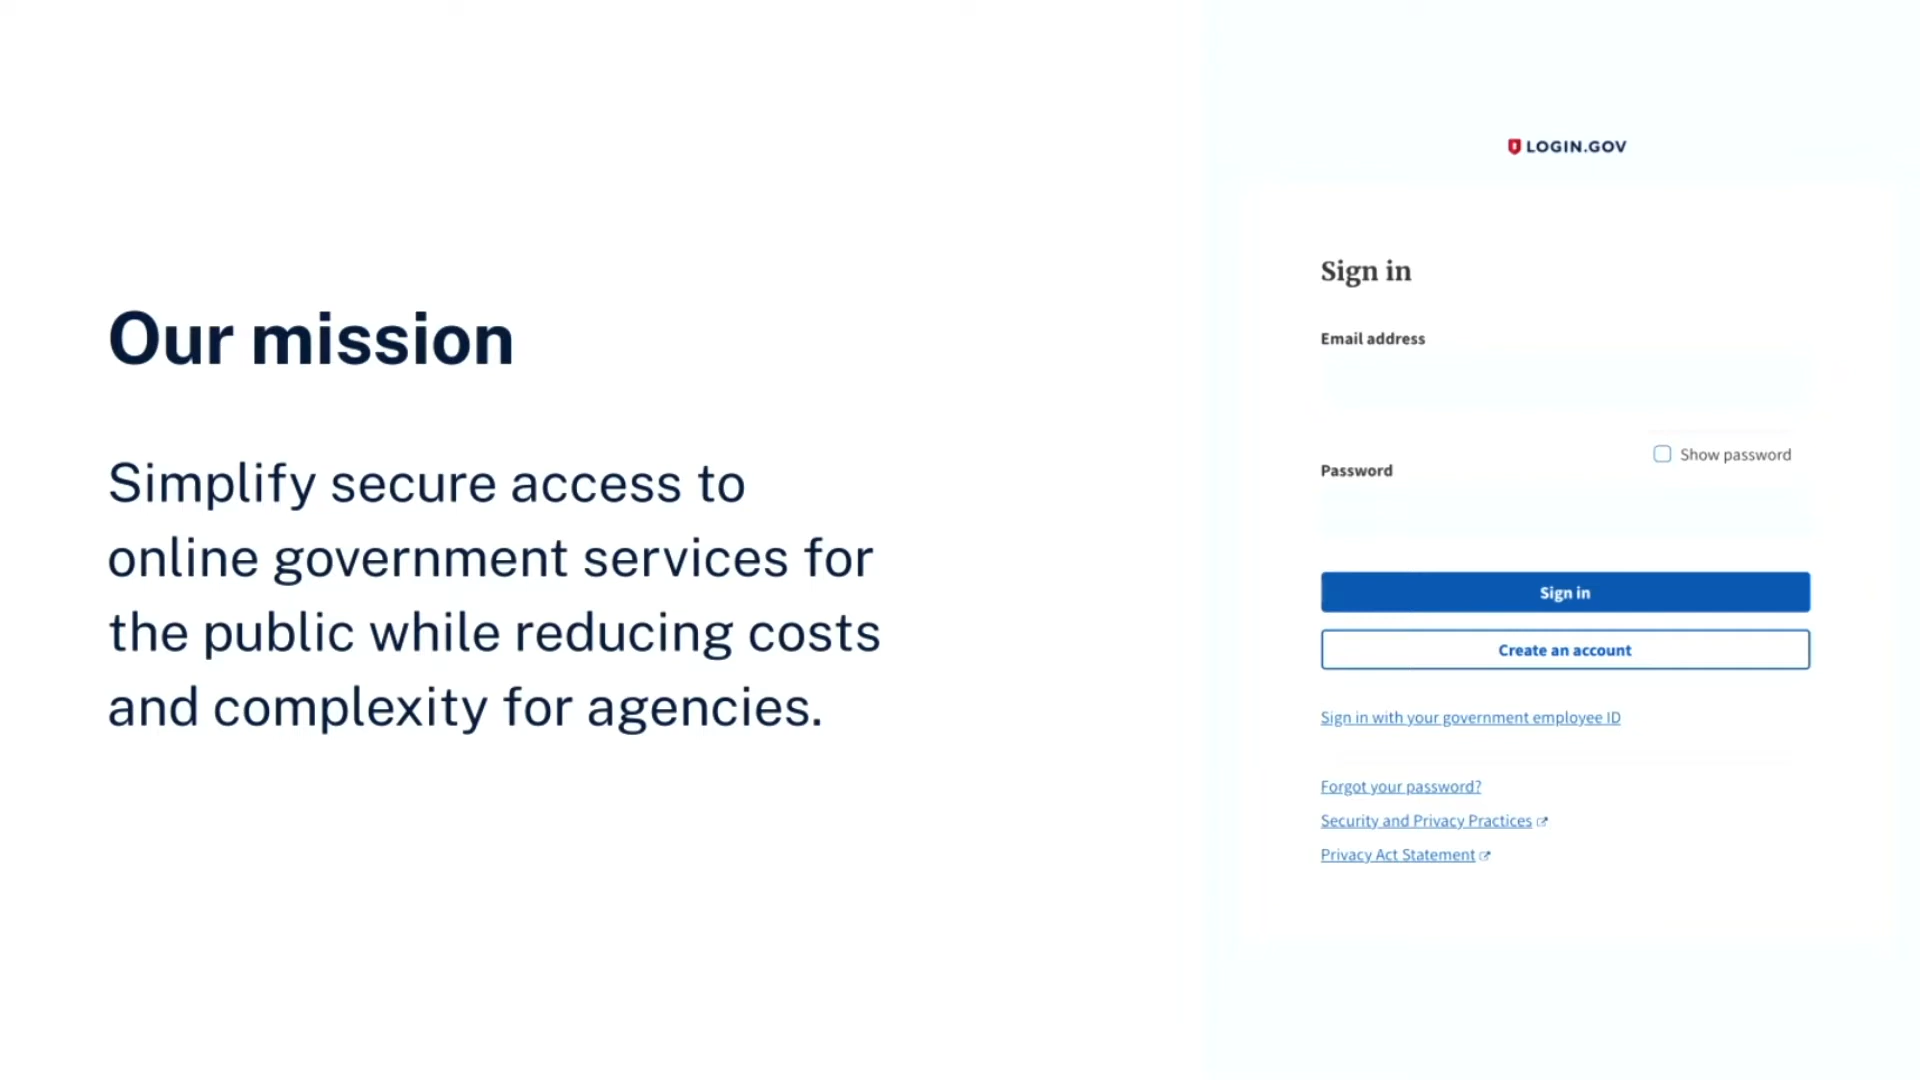 Our mission
Simplify secure access to
online government services for
the public while reducing costs
and complexity for agencies.
LOGIN.GOV
Sign in
Email address
Show password
Password
Sign in
Create an account
Sign in with your government employee ID
Forgot your password?
Security and Privacy Practices
Privacy Act Statement